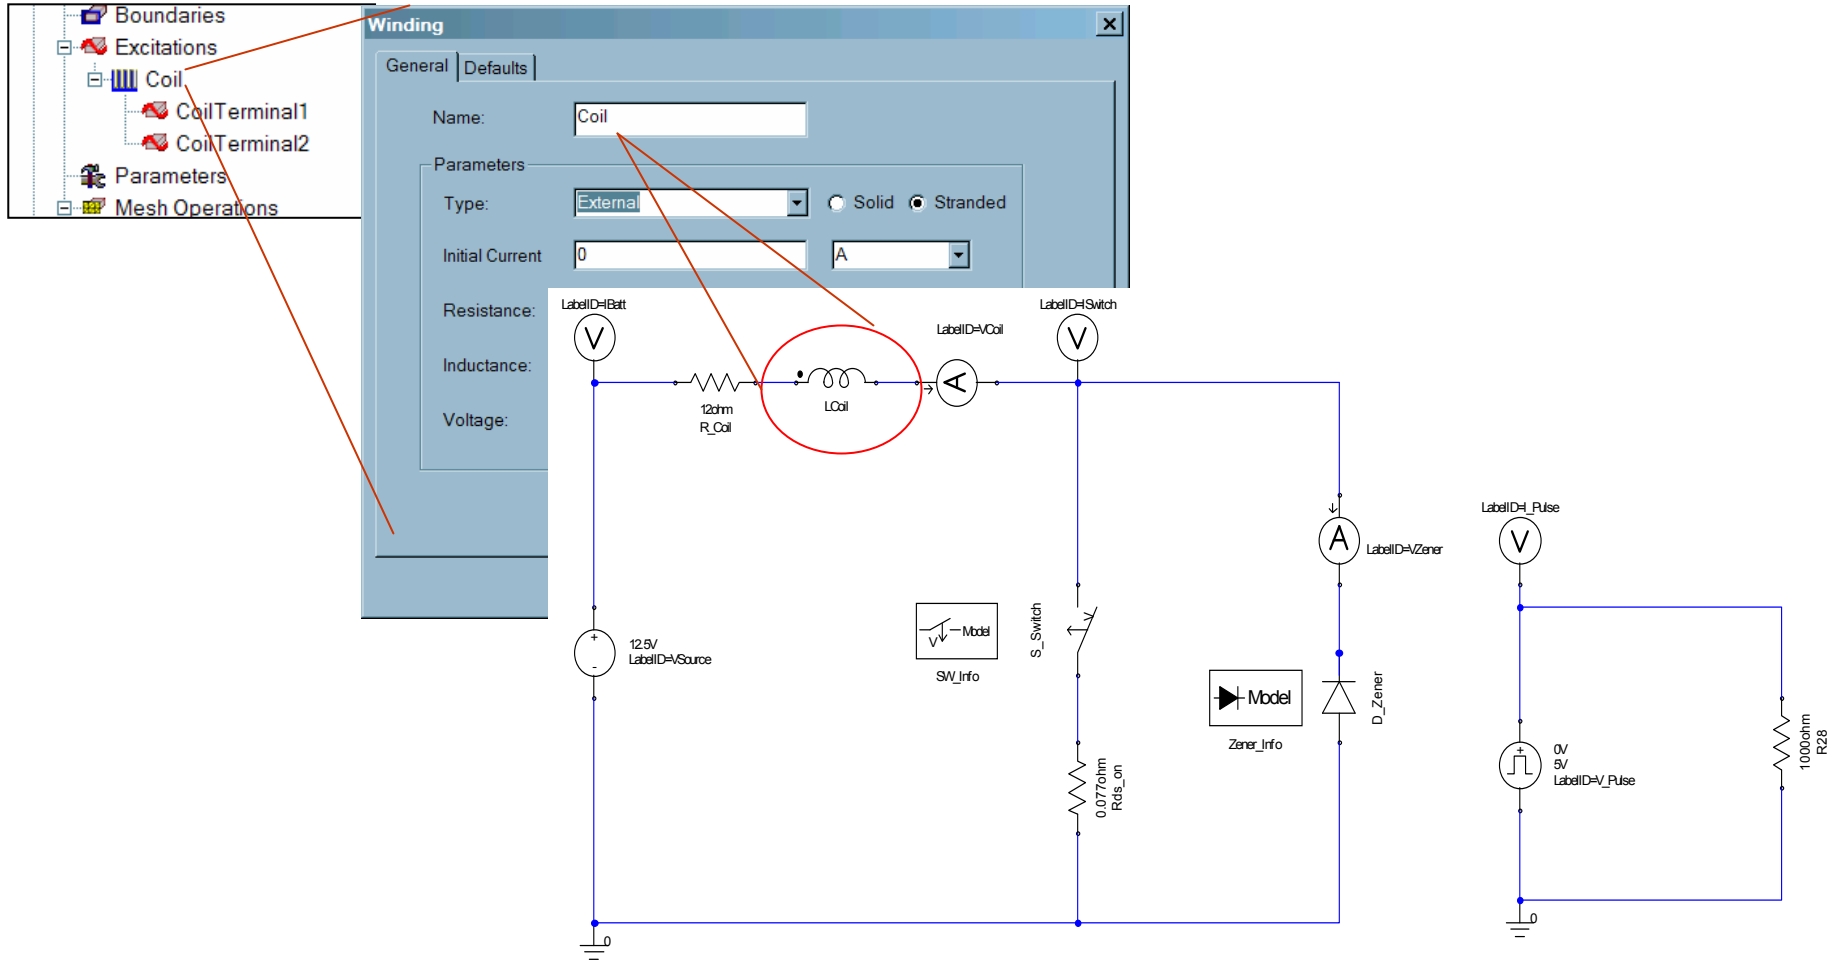 Boundaries
Excitations
Coil
CoilTerminal1
CoilTerminal2
Parameters
Mesh Operations
Winding
General
Defaults
Name:
Coil
Parameters
Type:
External
Solid
Stranded
Initial Current
0
A
Resistance:
Inductance:
Voltage:
LabelID=IBatt
V
12ohm
R_Coil
LCoil
LabelID=VCoil
A
LabelID=ISwitch
V
12.5V
LabelID=VSource
+
-
V
Model
SW_Info
S_Switch
0.077ohm
Rds_on
A
LabelID=VZener
Model
Zener_Info
D_Zener
0
LabelID=I_Pulse
V
+
0V
5V
LabelID=V_Pulse
1000ohm
R28
0